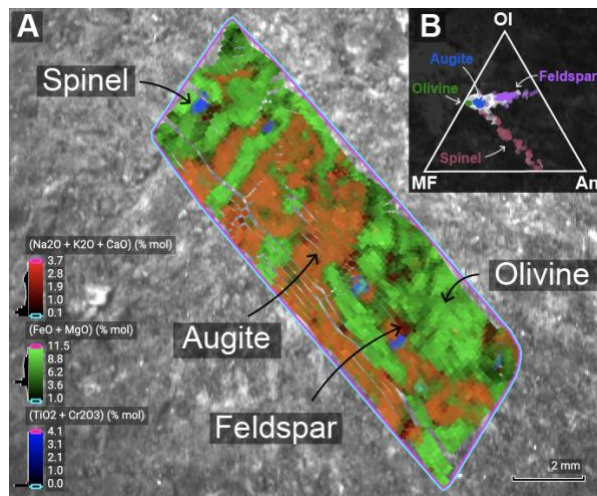 A
Spinel
(Na2O + K2O + CaO) (% mol)
3.7
2.8
1.9
1.0
0.1
(FeO + MgO) (% mol)
11.5
8.8
6.2
3.6
1.0
(TiO2 + Cr2O3) (% mol)
4.1
3.1
2.1
1.0
0.0
Augite
Feldspar
Olivine
2 mm
B
Ol
Augite
Feldspar
Olivine
Spinel
MF
An